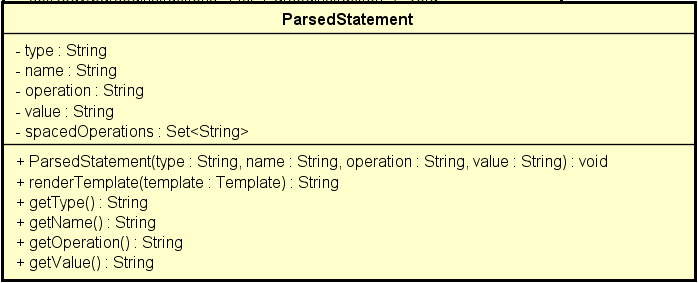 ParsedStatement
- type : String
- name : String
- operation : String
- value : String
- spacedOperations : Set<String>
+ ParsedStatement(type : String, name : String, operation : String, value : String) : void
+ renderTemplate(template : Template) : String
+ getType() : String
+ getName() : String
+ getOperation() : String
+ getValue() : String